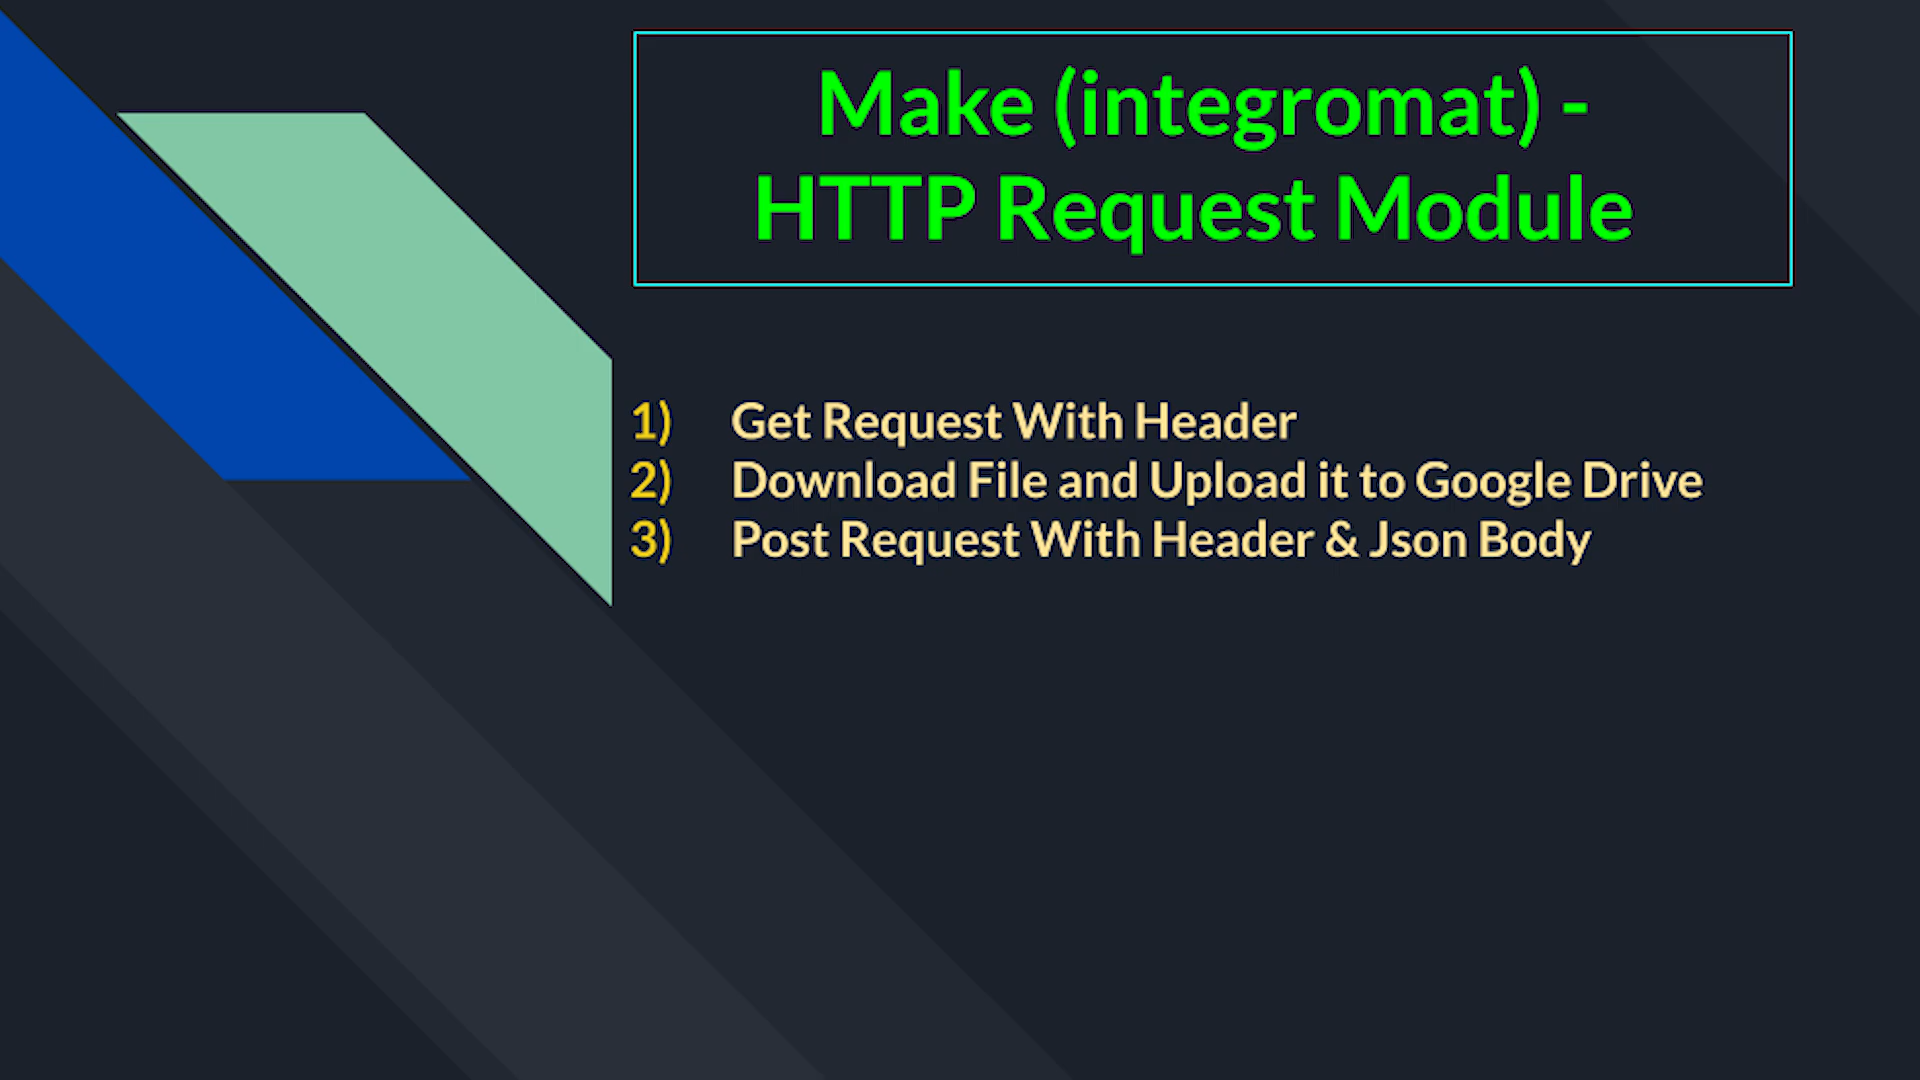 Make (integromat) -
HTTP Request Module
1) Get Request With Header
2) Download File and Upload it to Google Drive
3) Post Request With Header & Json Body